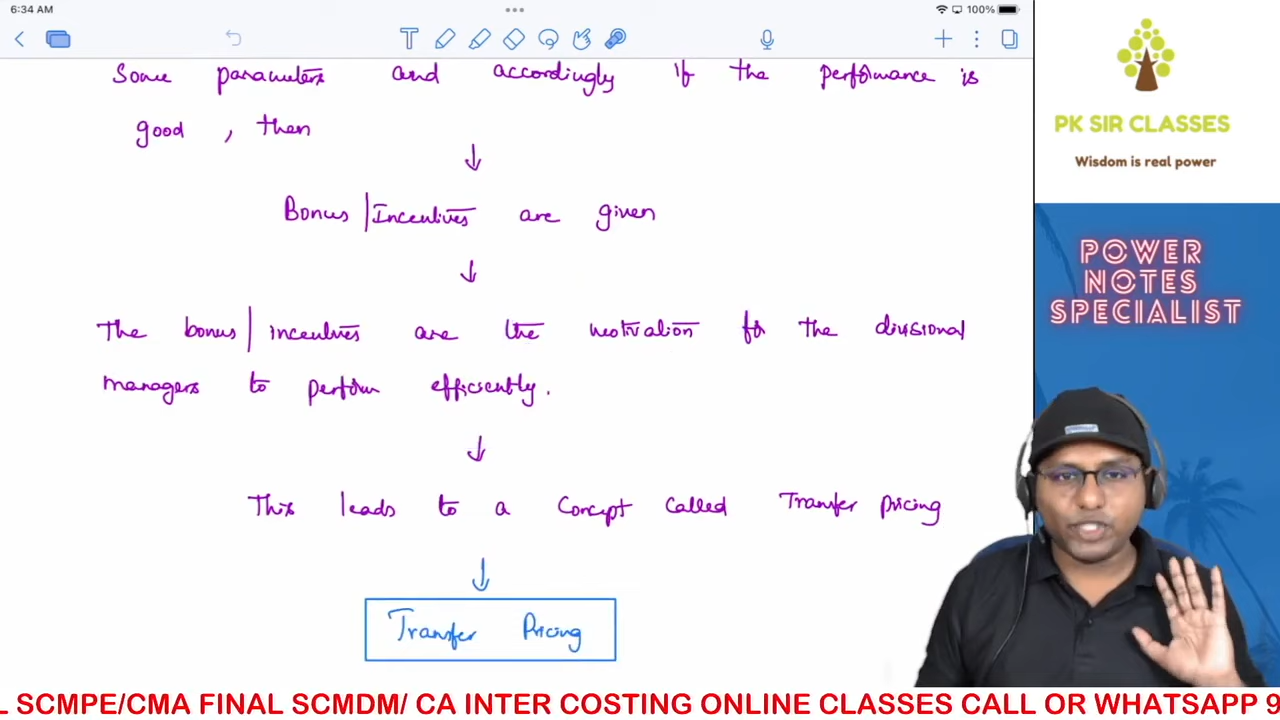 6:34 AM
100%
Some parameters and accordingly if the performance is
good, then
Bonus | Incentives are given
The bonus | incentives are the motivation for the divisional
managers to perform efficiently.
This leads to a concept called Transfer pricing
Transfer Pricing
PK SIR CLASSES
Wisdom is real power
POWER
NOTES
SPECIALIST
L SCMPE/CMA FINAL SCMDM/ CA INTER COSTING ONLINE CLASSES CALL OR WHATSAPP 9